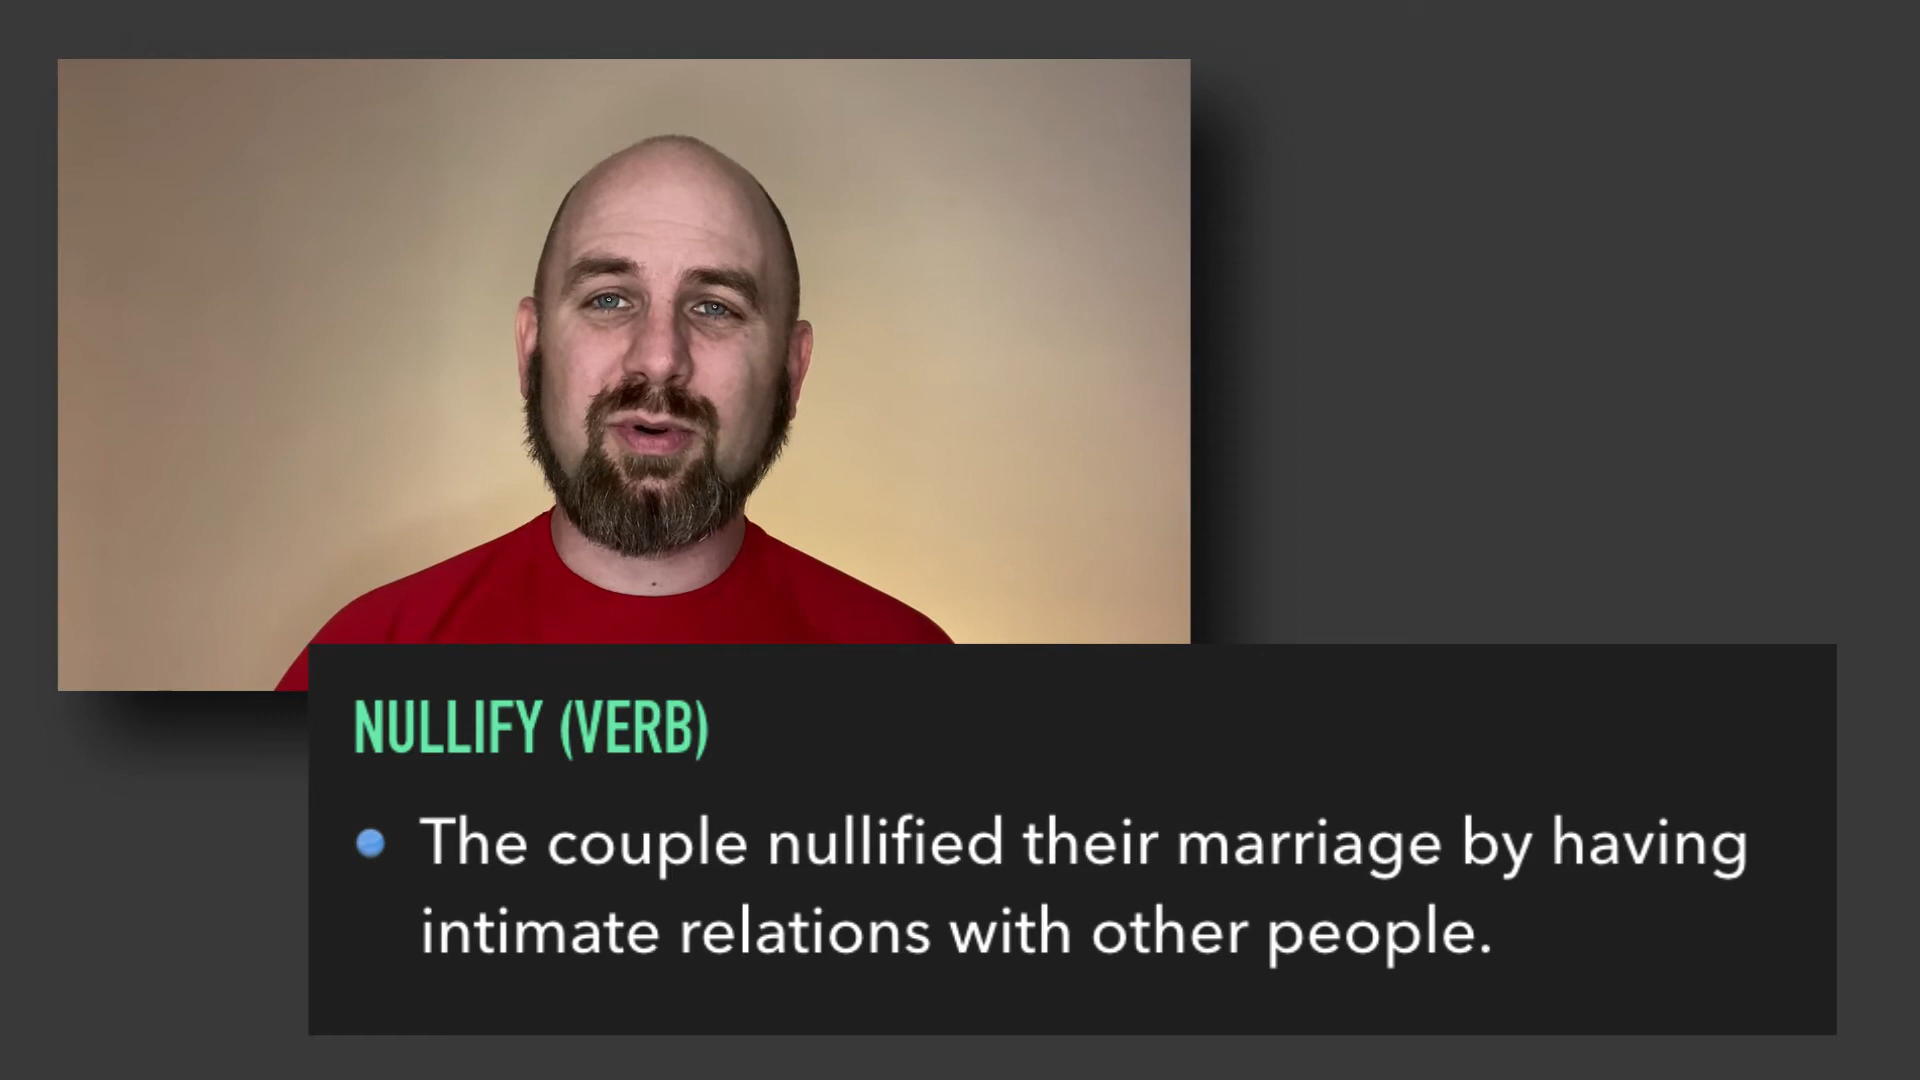 NULLIFY (VERB)
The couple nullified their marriage by having
intimate relations with other people.